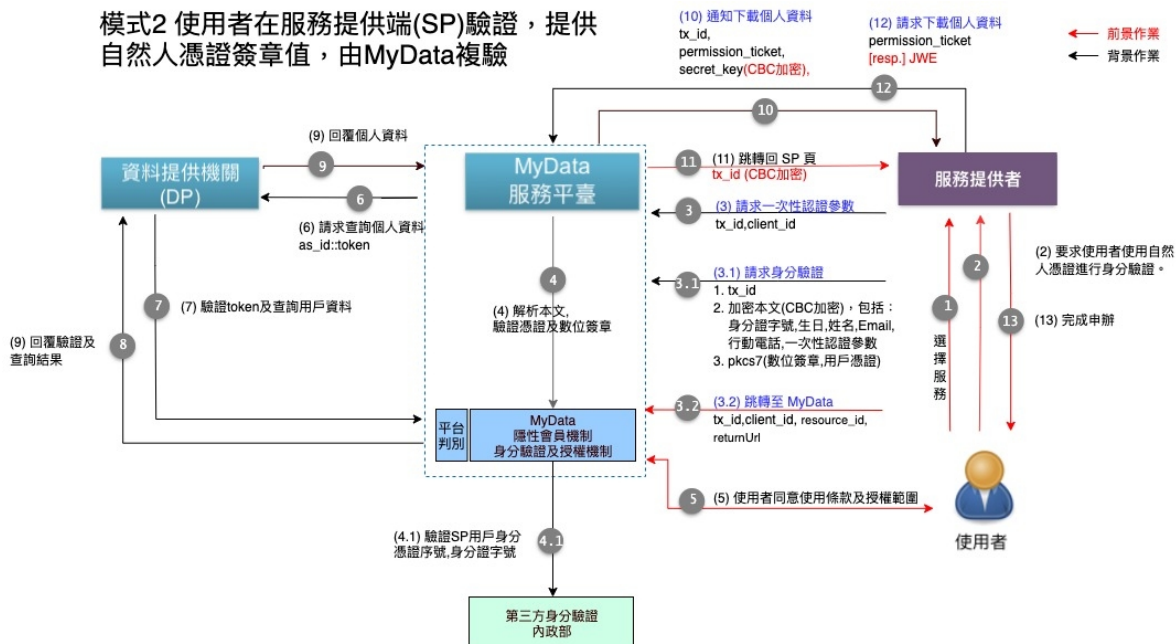 模式2 使用者在服務提供端(SP)驗證，提供
自然人憑證簽章值，由MyData複驗
(10) 通知下載個人資料
tx_id,
permission_ticket,
secret_key(CBC加密),
(12) 請求下載個人資料
permission_ticket
[resp.] JWE
前景作業
背景作業
12
10
(9) 回覆個人資料
9
資料提供機關
(DP)
6
(6) 請求查詢個人資料
as_id::token
MyData
服務平臺
11
(11) 跳轉回 SP 頁
tx_id (CBC加密)
服務提供者
3
(3) 請求一次性認證參數
tx_id,client_id
3.1
(3.1) 請求身分驗證
1. tx_id
2. 加密本文(CBC加密)，包括：
身分證字號,生日,姓名,Email,
行動電話,一次性認證參數
3. pkcs7(數位簽章,用戶憑證)
(2) 要求使用者使用自然
人憑證進行身分驗證。
2
1
選擇服務
13
(13) 完成申辦
4
(4) 解析本文,
驗證憑證及數位簽章
7
(7) 驗證token及查詢用戶資料
(9) 回覆驗證及
查詢結果
8
3.2
(3.2) 跳轉至 MyData
tx_id,client_id, resource_id,
returnUrl
平台
判別
MyData
隱性會員機制
身分驗證及授權機制
5
(5) 使用者同意使用條款及授權範圍
使用者
(4.1) 驗證SP用戶身分
憑證序號,身分證字號
4.1
第三方身分驗證
內政部